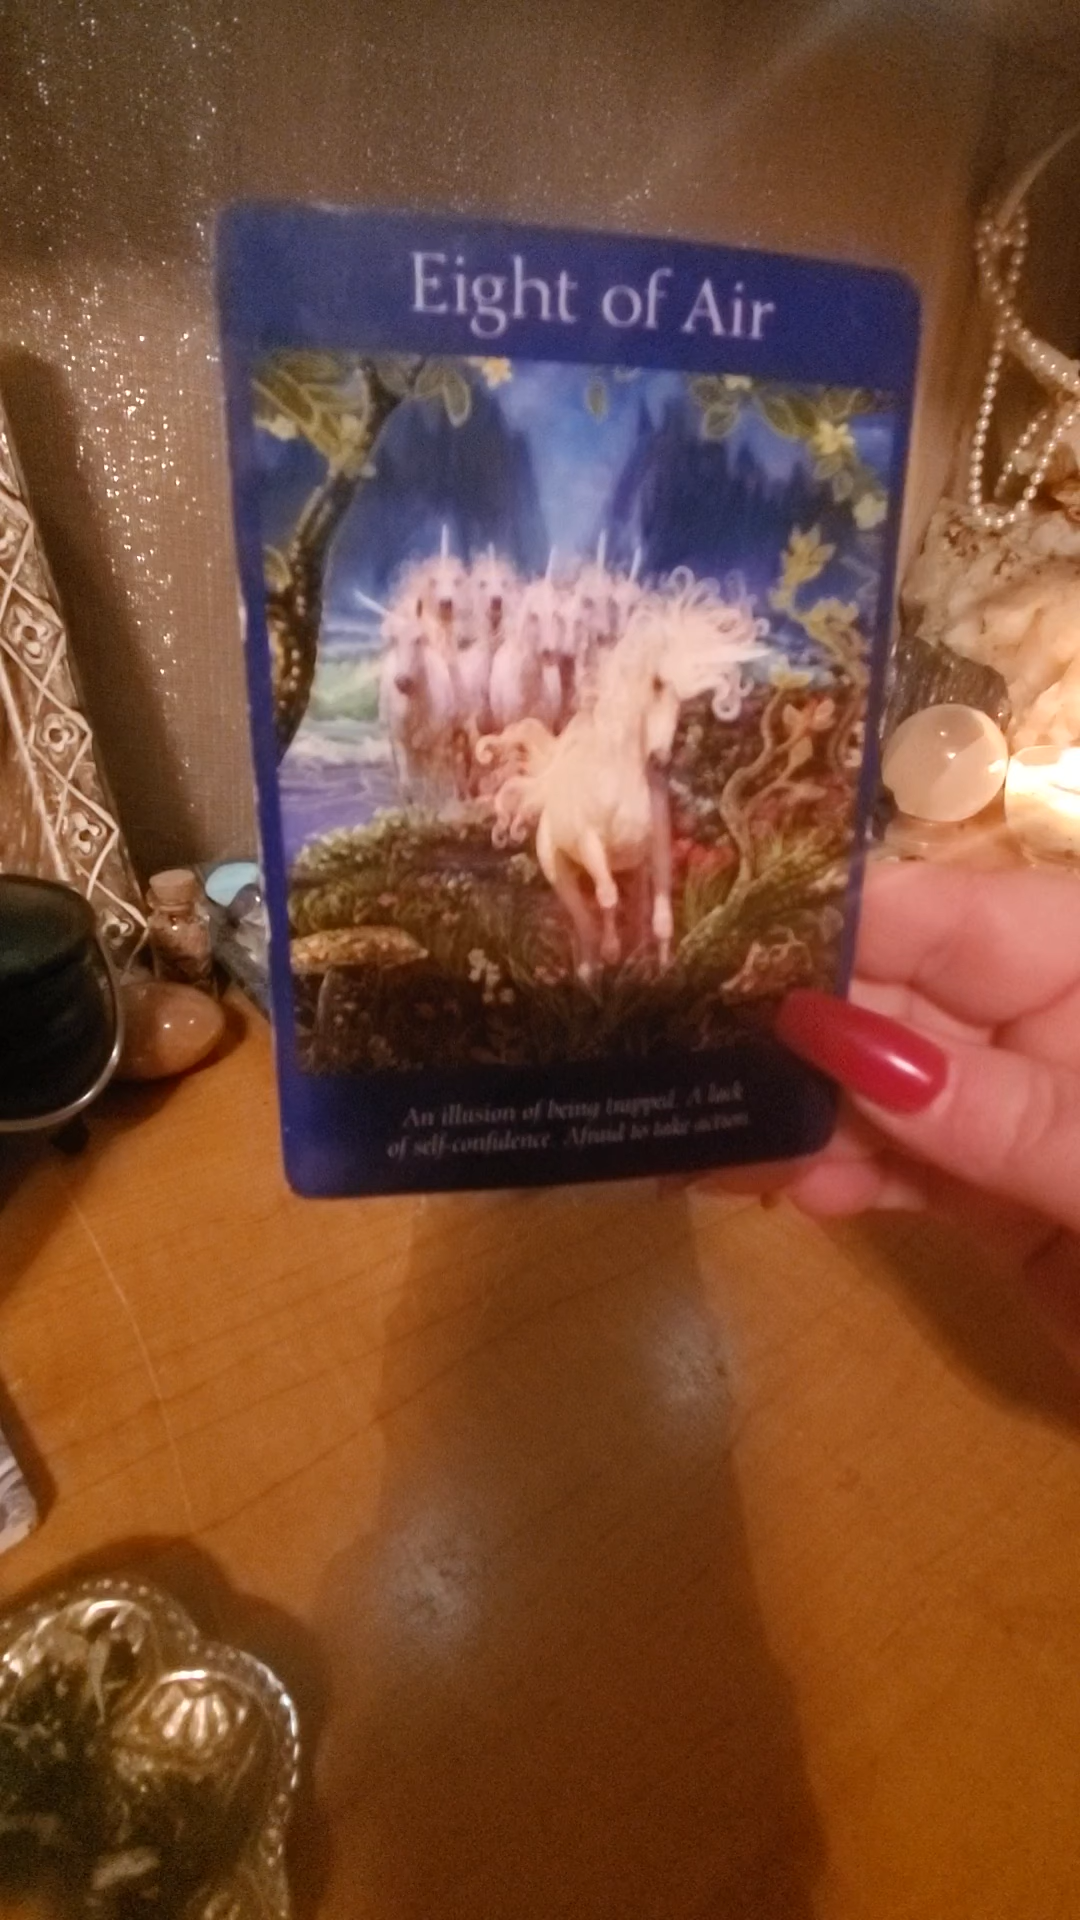 Eight of Air
An illusion of being trapped. A lack
of self-confidence. Afraid to take action.